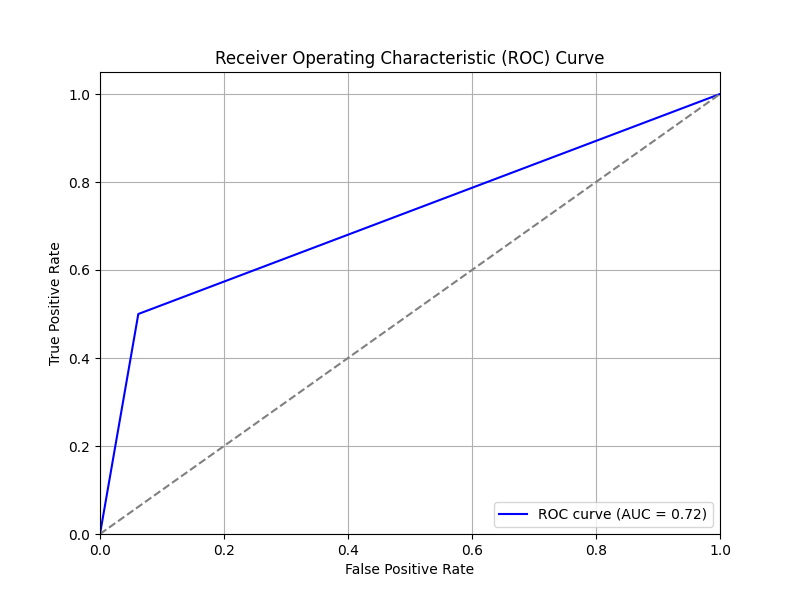 Receiver Operating Characteristic (ROC) Curve
1.0
0.8
0.6
0.4
0.2
0.0
True Positive Rate
ROC curve (AUC = 0.72)
0.0 0.2 0.4 0.6 0.8 1.0
False Positive Rate